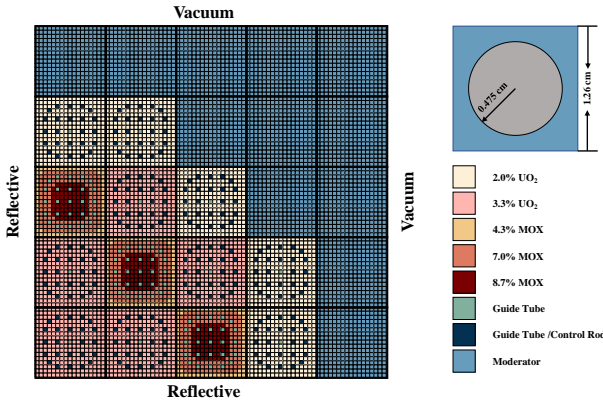 Vacuum
Reflective
Vacuum
Reflective
0.475 cm
1.26 cm
2.0% UO₂
3.3% UO₂
4.3% MOX
7.0% MOX
8.7% MOX
Guide Tube
Guide Tube /Control Rod
Moderator